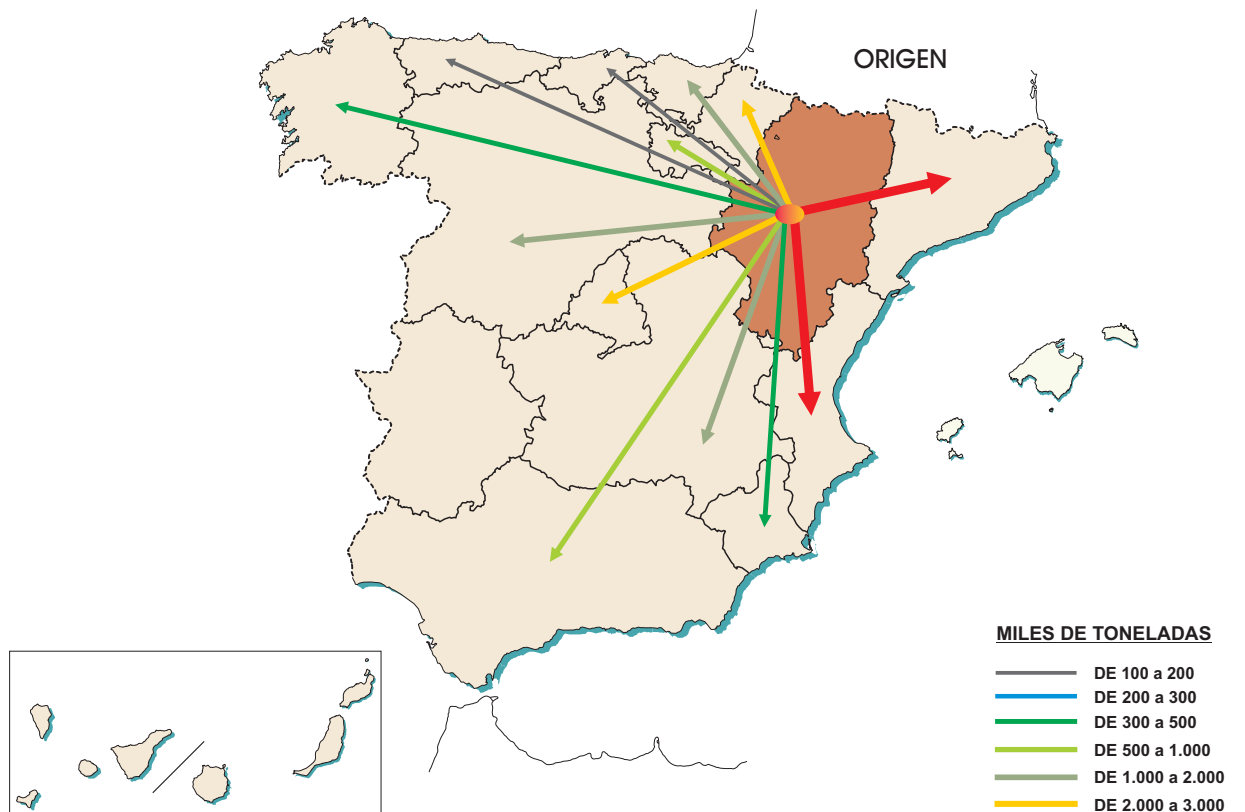 ORIGEN
MILES DE TONELADAS
DE 100 a 200
DE 200 a 300
DE 300 a 500
DE 500 a 1.000
DE 1.000 a 2.000
DE 2.000 a 3.000